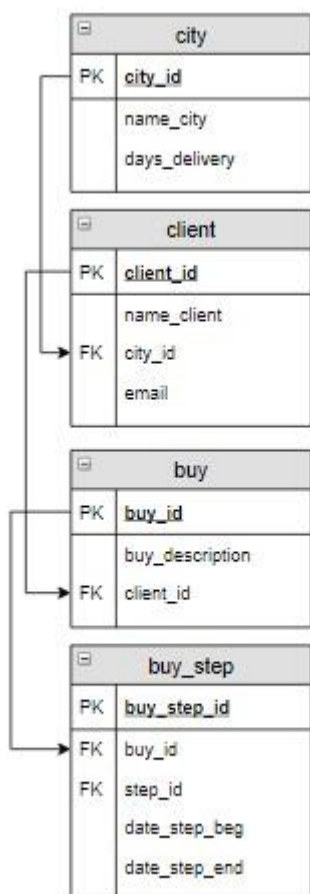 city
PK city_id
name_city
days_delivery
client
PK client_id
name_client
FK city_id
email
buy
PK buy_id
buy_description
FK client_id
buy_step
PK buy_step_id
FK buy_id
FK step_id
date_step_beg
date_step_end